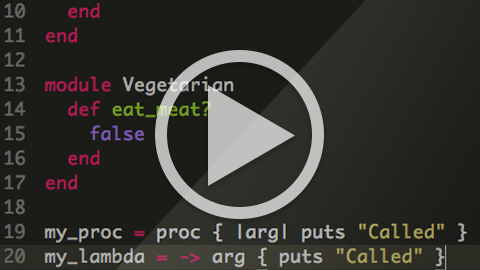 10 end
11 end
12
13 module Vegetarian
14 def eat_meat?
15 false
16 end
17 end
18
19 my_proc = proc { |arg| puts "Called" }
20 my_lambda = -> arg { puts "Called" }